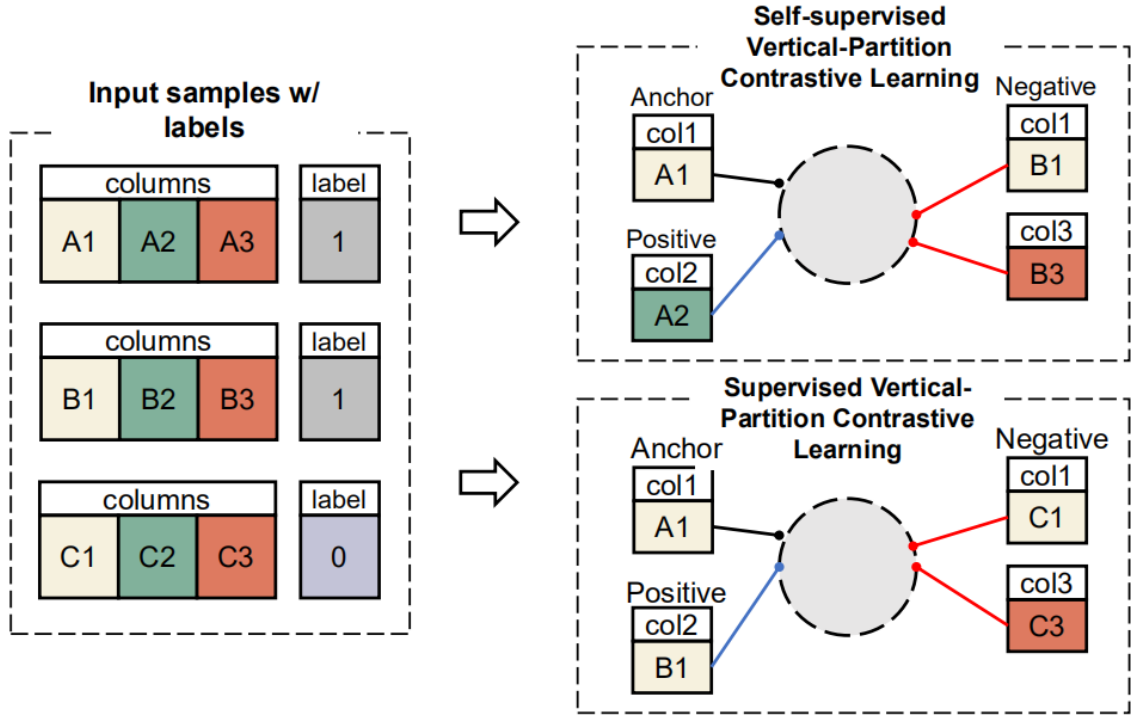 Input samples w/
labels
columns
label
A1
A2
A3
1
columns
label
B1
B2
B3
1
columns
label
C1
C2
C3
0
Self-supervised
Vertical-Partition
Contrastive Learning
Anchor
col1
A1
Positive
col2
A2
Negative
col1
B1
col3
B3
Supervised Vertical-
Partition Contrastive
Learning
Anchor
col1
A1
Positive
col2
B1
Negative
col1
C1
col3
C3